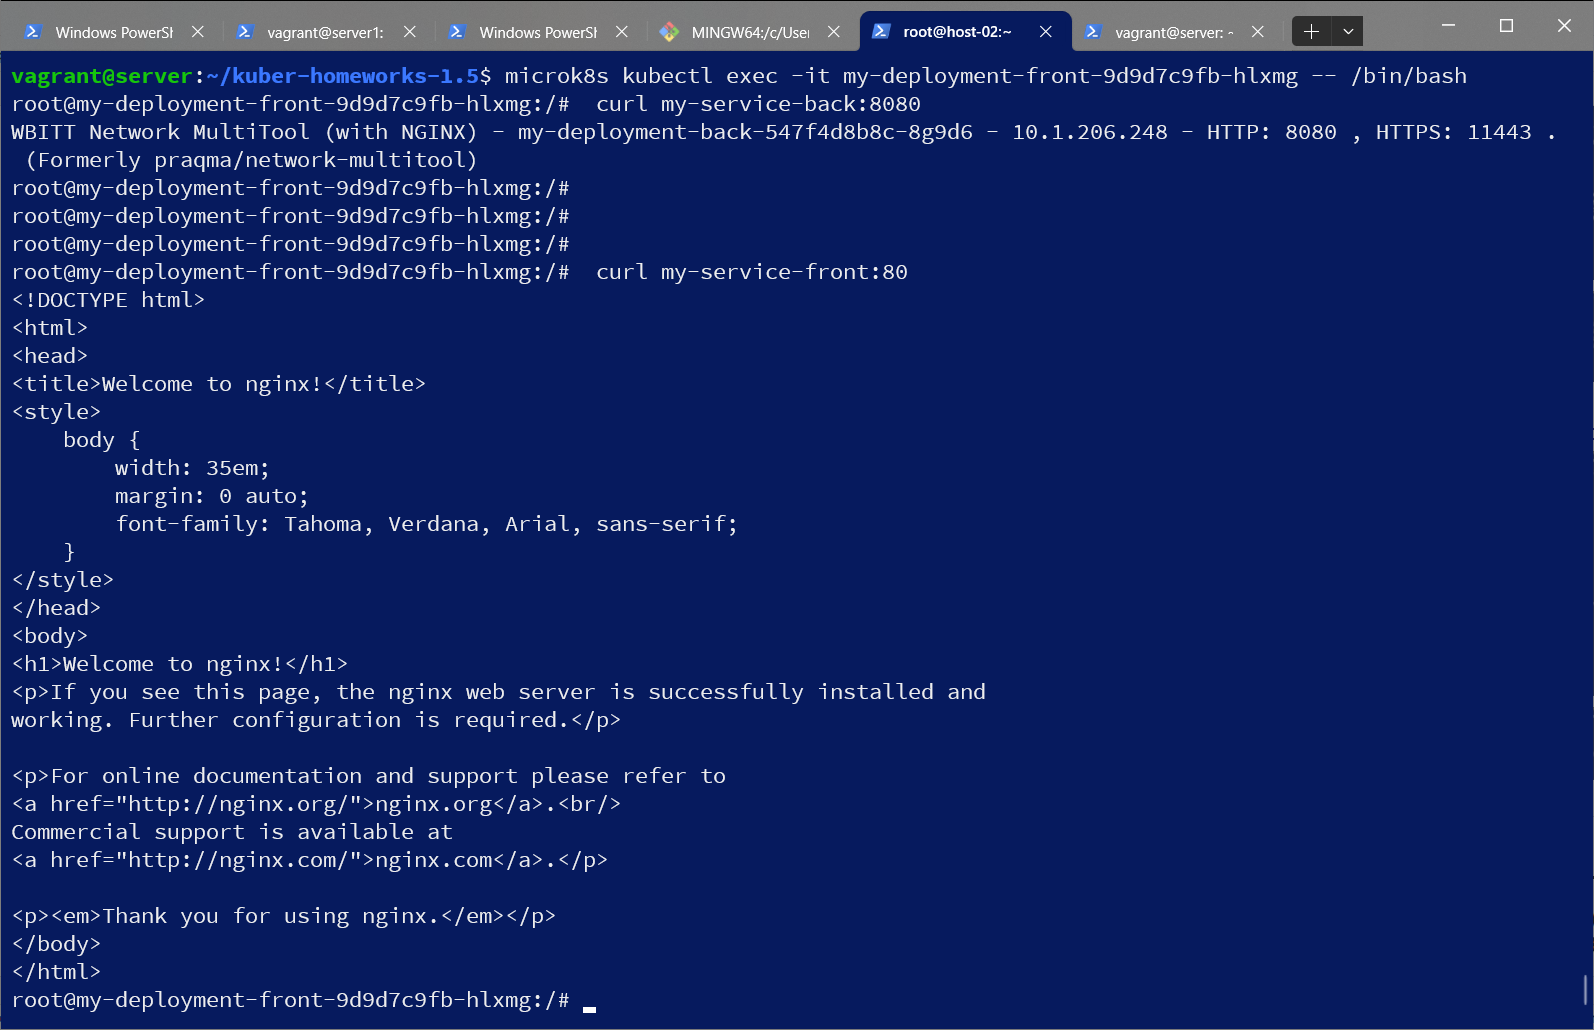 Windows PowerSh
vagrant@server1:
Windows PowerSh
MINGW64:/c/User
root@host-02:~
vagrant@server: ~
vagrant@server:~/kuber-homeworks-1.5$ microk8s kubectl exec -it my-deployment-front-9d9d7c9fb-hlxmg -- /bin/bash
root@my-deployment-front-9d9d7c9fb-hlxmg:/#  curl my-service-back:8080
WBITT Network MultiTool (with NGINX) - my-deployment-back-547f4d8b8c-8g9d6 - 10.1.206.248 - HTTP: 8080 , HTTPS: 11443 .
 (Formerly praqma/network-multitool)
root@my-deployment-front-9d9d7c9fb-hlxmg:/#
root@my-deployment-front-9d9d7c9fb-hlxmg:/#
root@my-deployment-front-9d9d7c9fb-hlxmg:/#
root@my-deployment-front-9d9d7c9fb-hlxmg:/#  curl my-service-front:80
<!DOCTYPE html>
<html>
<head>
<title>Welcome to nginx!</title>
<style>
    body {
        width: 35em;
        margin: 0 auto;
        font-family: Tahoma, Verdana, Arial, sans-serif;
    }
</style>
</head>
<body>
<h1>Welcome to nginx!</h1>
<p>If you see this page, the nginx web server is successfully installed and
working. Further configuration is required.</p>
<p>For online documentation and support please refer to
<a href="http://nginx.org/">nginx.org</a>.<br/>
Commercial support is available at
<a href="http://nginx.com/">nginx.com</a>.</p>
<p><em>Thank you for using nginx.</em></p>
</body>
</html>
root@my-deployment-front-9d9d7c9fb-hlxmg:/#